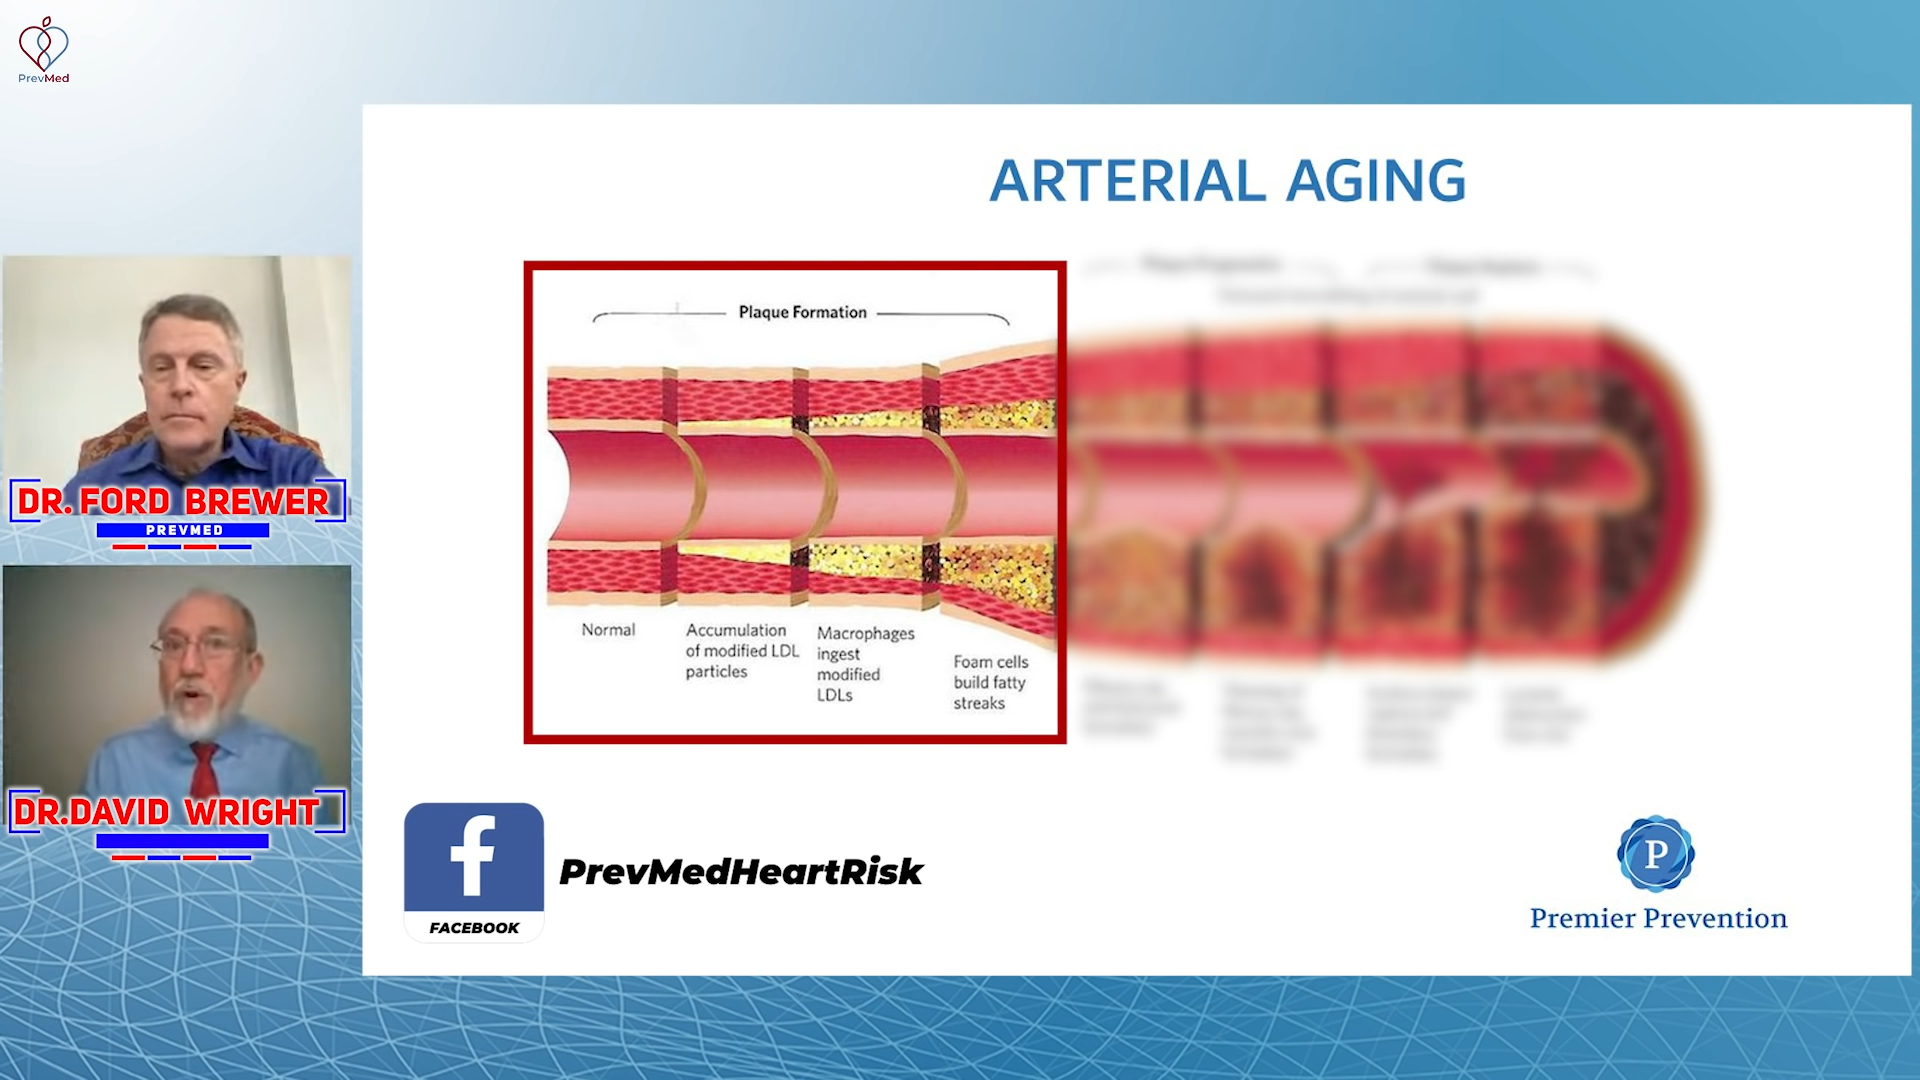 PrevMed
ARTERIAL AGING
Plaque Formation
Normal
Accumulation
of modified LDL
particles
Macrophages
ingest
modified
LDLs
Foam cells
build fatty
streaks
DR. FORD BREWER
PREVMED
DR.DAVID WRIGHT
f
FACEBOOK
PrevMedHeartRisk
P
Premier Prevention